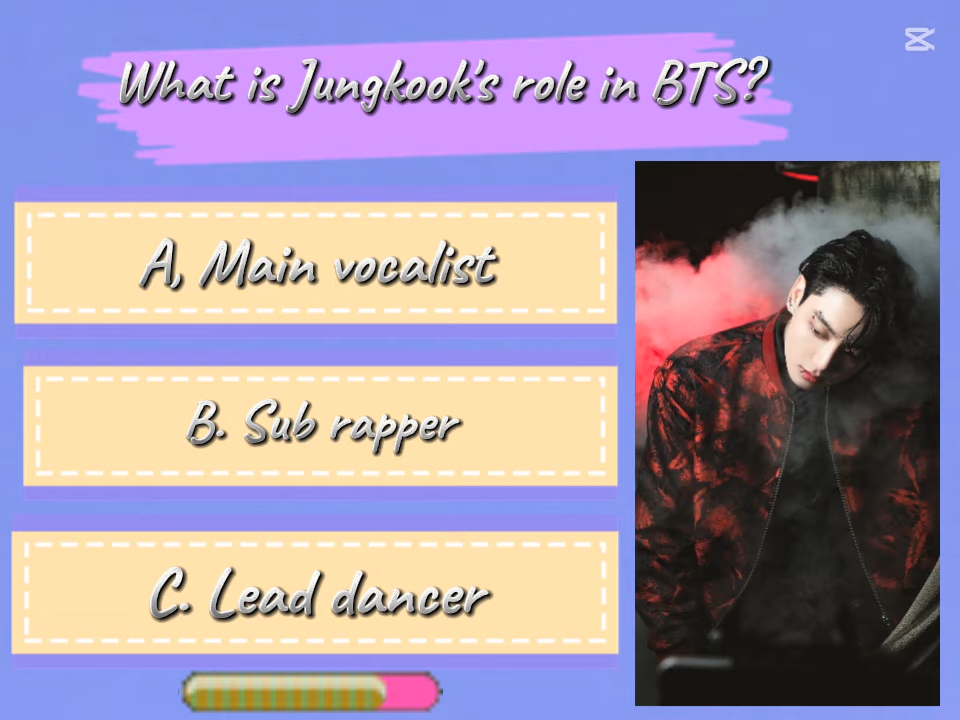 What is Jungkook's role in BTS?
A, Main vocalist
B. Sub rapper
C. Lead dancer